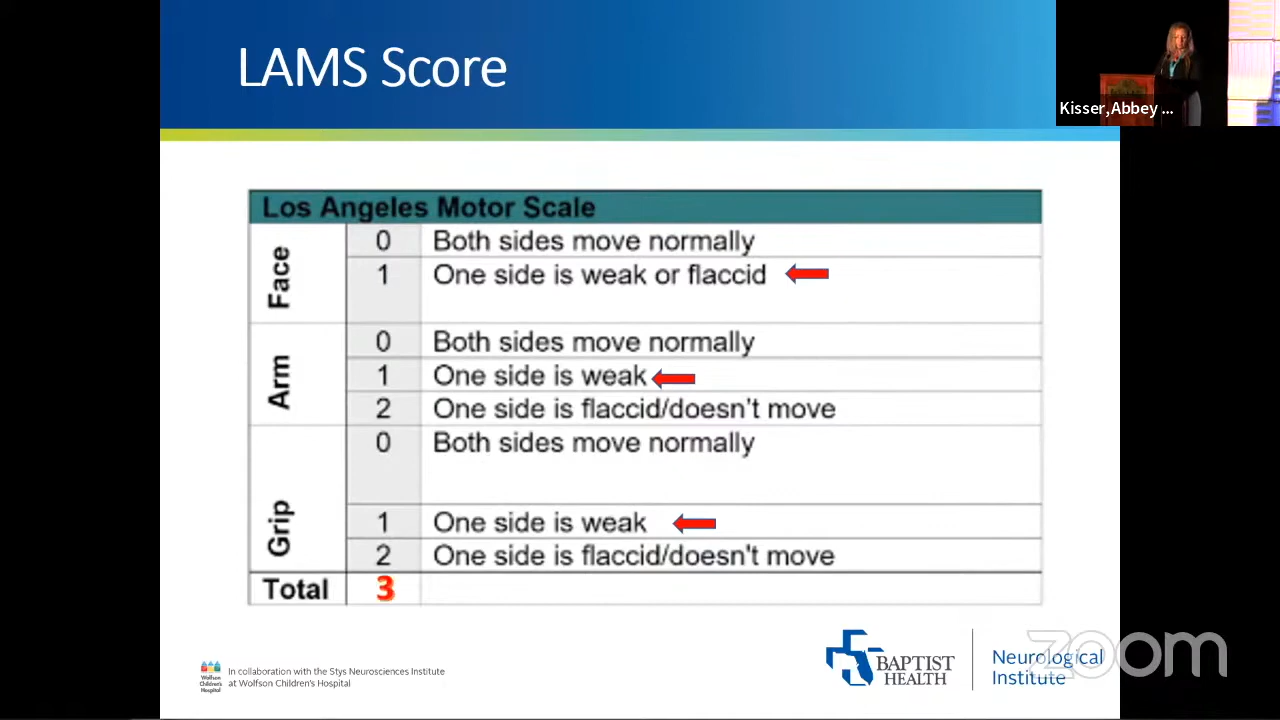 LAMS Score
Kisser,Abbey ...
Los Angeles Motor Scale
Face
0 Both sides move normally
1 One side is weak or flaccid
Arm
0 Both sides move normally
1 One side is weak
2 One side is flaccid/doesn't move
Grip
0 Both sides move normally
1 One side is weak
2 One side is flaccid/doesn't move
Total 3
Wolfson
Children's
Hospital
In collaboration with the Stys Neurosciences Institute
at Wolfson Children's Hospital
BAPTIST
HEALTH
Neurological
Institute
zoom